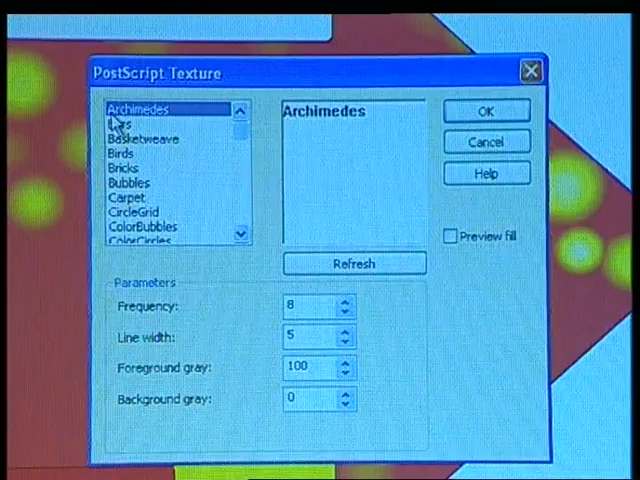 PostScript Texture
Archimedes
Basketweave
Birds
Bricks
Bubbles
Carpet
CircleGrid
ColorBubbles
ColorCircles
Archimedes
OK
Cancel
Help
Preview fill
Refresh
Parameters
Frequency: 8
Line width: 5
Foreground gray: 100
Background gray: 0